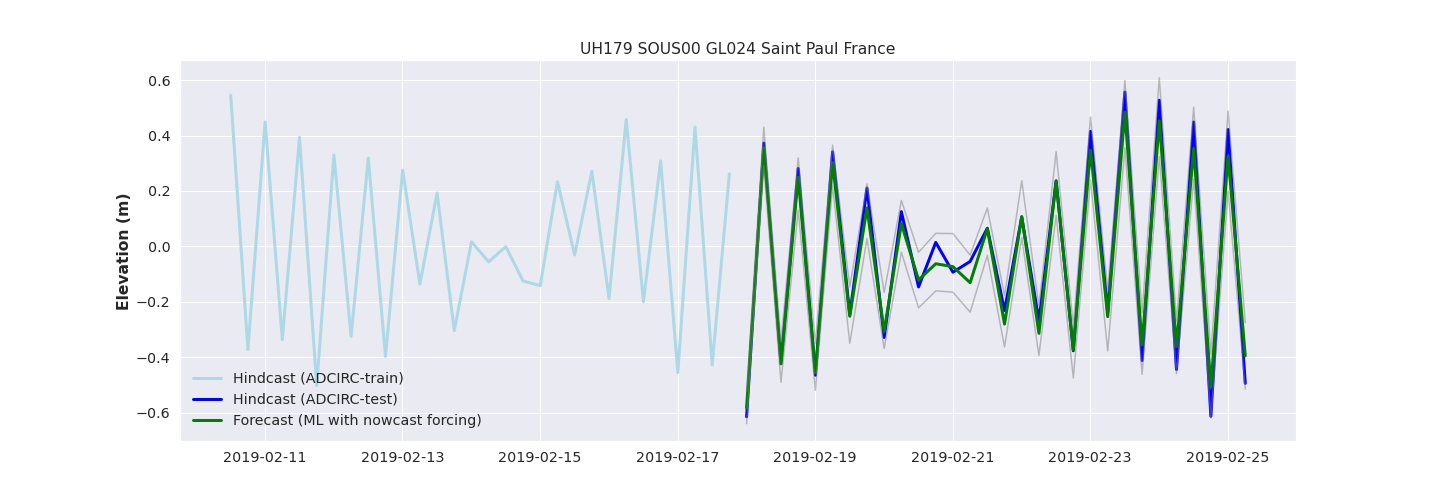 UH179 SOUS00 GL024 Saint Paul France
Elevation (m)
0.6
0.4
0.2
0.0
−0.2
−0.4
−0.6
Hindcast (ADCIRC-train)
Hindcast (ADCIRC-test)
Forecast (ML with nowcast forcing)
2019-02-11 2019-02-13 2019-02-15 2019-02-17 2019-02-19 2019-02-21 2019-02-23 2019-02-25